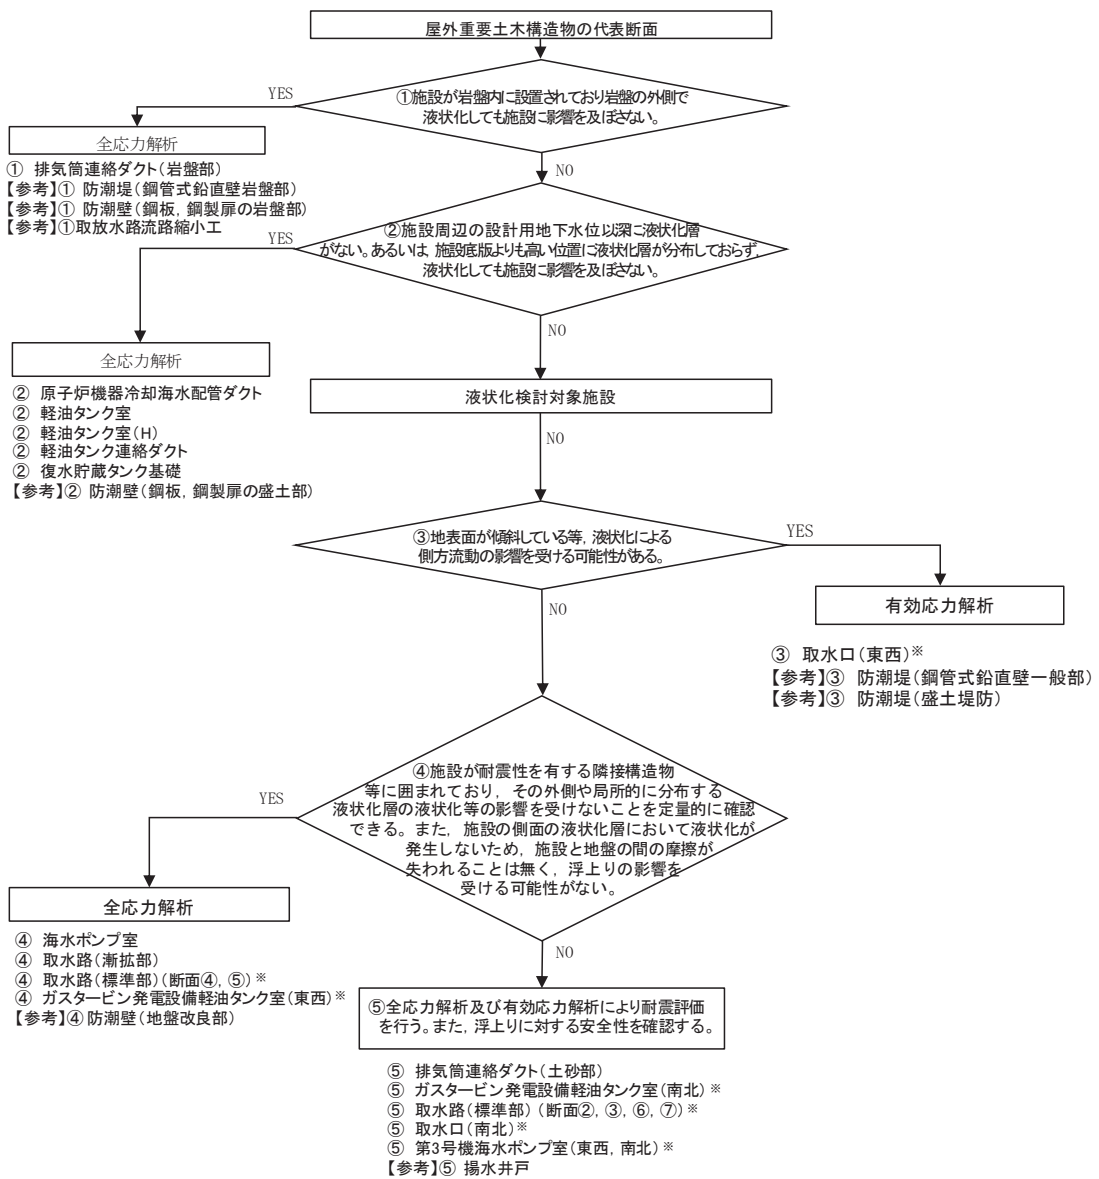 屋外重要土木構造物の代表断面
①施設が岩盤内に設置されており岩盤の外側で
液状化しても施設に影響を及ぼさない。
YES
全応力解析
① 排気筒連絡ダクト(岩盤部)
【参考】① 防潮堤(鋼管式鉛直壁岩盤部)
【参考】① 防潮壁(鋼板, 鋼製扉の岩盤部)
【参考】①取放水路流路縮小工
NO
②施設周辺の設計用地下水位以深に液状化層
がない。あるいは, 施設底版よりも高い位置に液状化層が分布しておらず,
液状化しても施設に影響を及ぼさない。
YES
全応力解析
② 原子炉機器冷却海水配管ダクト
② 軽油タンク室
② 軽油タンク室(H)
② 軽油タンク連絡ダクト
② 復水貯蔵タンク基礎
【参考】② 防潮壁(鋼板, 鋼製扉の盛土部)
NO
液状化検討対象施設
NO
③地表面が傾斜している等, 液状化による
側方流動の影響を受ける可能性がある。
YES
有効応力解析
③ 取水口(東西)※
【参考】③ 防潮堤(鋼管式鉛直壁一般部)
【参考】③ 防潮堤(盛土堤防)
NO
④施設が耐震性を有する隣接構造物
等に囲まれており, その外側や局所的に分布する
液状化層の液状化等の影響を受けないことを定量的に確認
できる。また, 施設の側面の液状化層において液状化が
発生しないため, 施設と地盤の間の摩擦が
失われることは無く, 浮上りの影響を
受ける可能性がない。
YES
全応力解析
④ 海水ポンプ室
④ 取水路(漸拡部)
④ 取水路(標準部)(断面④, ⑤)※
④ ガスタービン発電設備軽油タンク室(東西)※
【参考】④ 防潮壁(地盤改良部)
NO
⑤全応力解析及び有効応力解析により耐震評価
を行う。また, 浮上りに対する安全性を確認する。
⑤ 排気筒連絡ダクト(土砂部)
⑤ ガスタービン発電設備軽油タンク室(南北)※
⑤ 取水路(標準部)(断面②, ③, ⑥, ⑦)※
⑤ 取水口(南北)※
⑤ 第3号機海水ポンプ室(東西, 南北)※
【参考】⑤ 揚水井戸